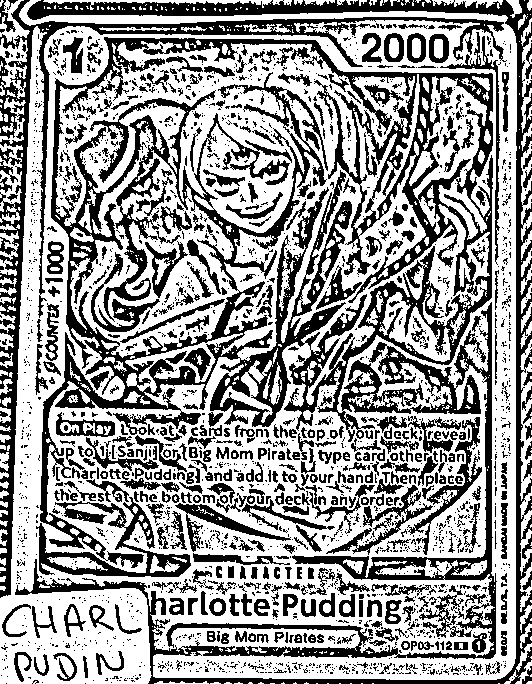 1
2000
COUNTER +1000
On Play Look at 4 cards from the top of your deck; reveal
up to 1 [Sanji] or {Big Mom Pirates} type card other than
[Charlotte Pudding] and add it to your hand. Then, place
the rest at the bottom of your deck in any order.
CHARACTER
harlotte Pudding
Big Mom Pirates
OP03-112
1
CHARL
PUDIN